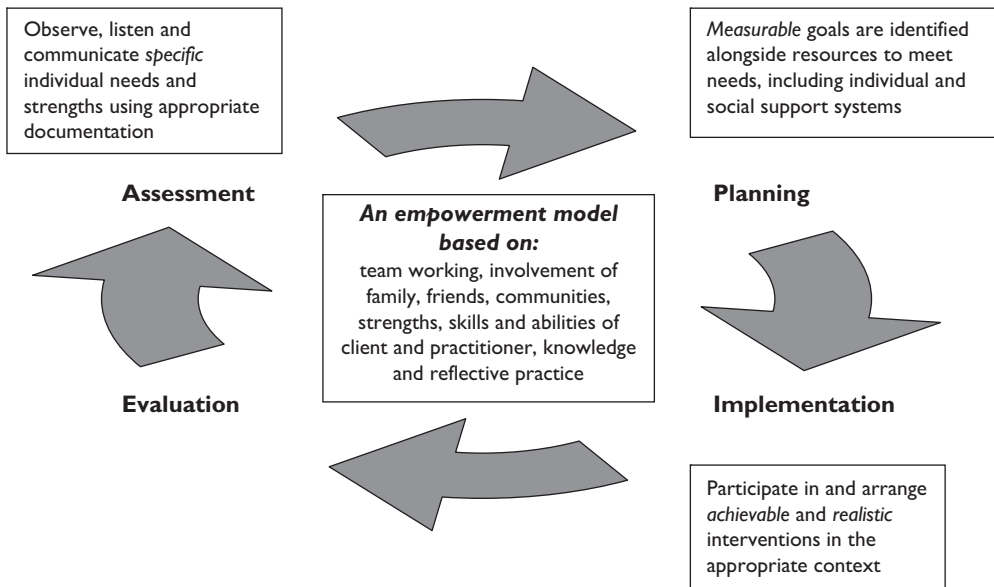 Observe, listen and
communicate specific
individual needs and
strengths using appropriate
documentation
Measurable goals are identified
alongside resources to meet
needs, including individual and
social support systems
Assessment
Planning
An empowerment model
based on:
team working, involvement of
family, friends, communities,
strengths, skills and abilities of
client and practitioner, knowledge
and reflective practice
Evaluation
Implementation
Participate in and arrange
achievable and realistic
interventions in the
appropriate context